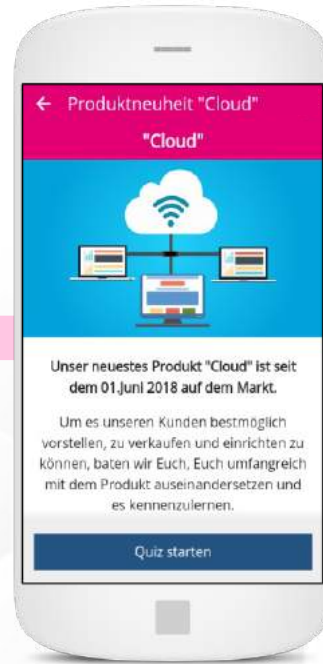 ← Produktneuheit "Cloud"
"Cloud"
Unser neuestes Produkt "Cloud" ist seit
dem 01.Juni 2018 auf dem Markt.
Um es unseren Kunden bestmöglich
vorstellen, zu verkaufen und einrichten zu
können, baten wir Euch, Euch umfangreich
mit dem Produkt auseinandersetzen und
es kennenzulernen.
Quiz starten